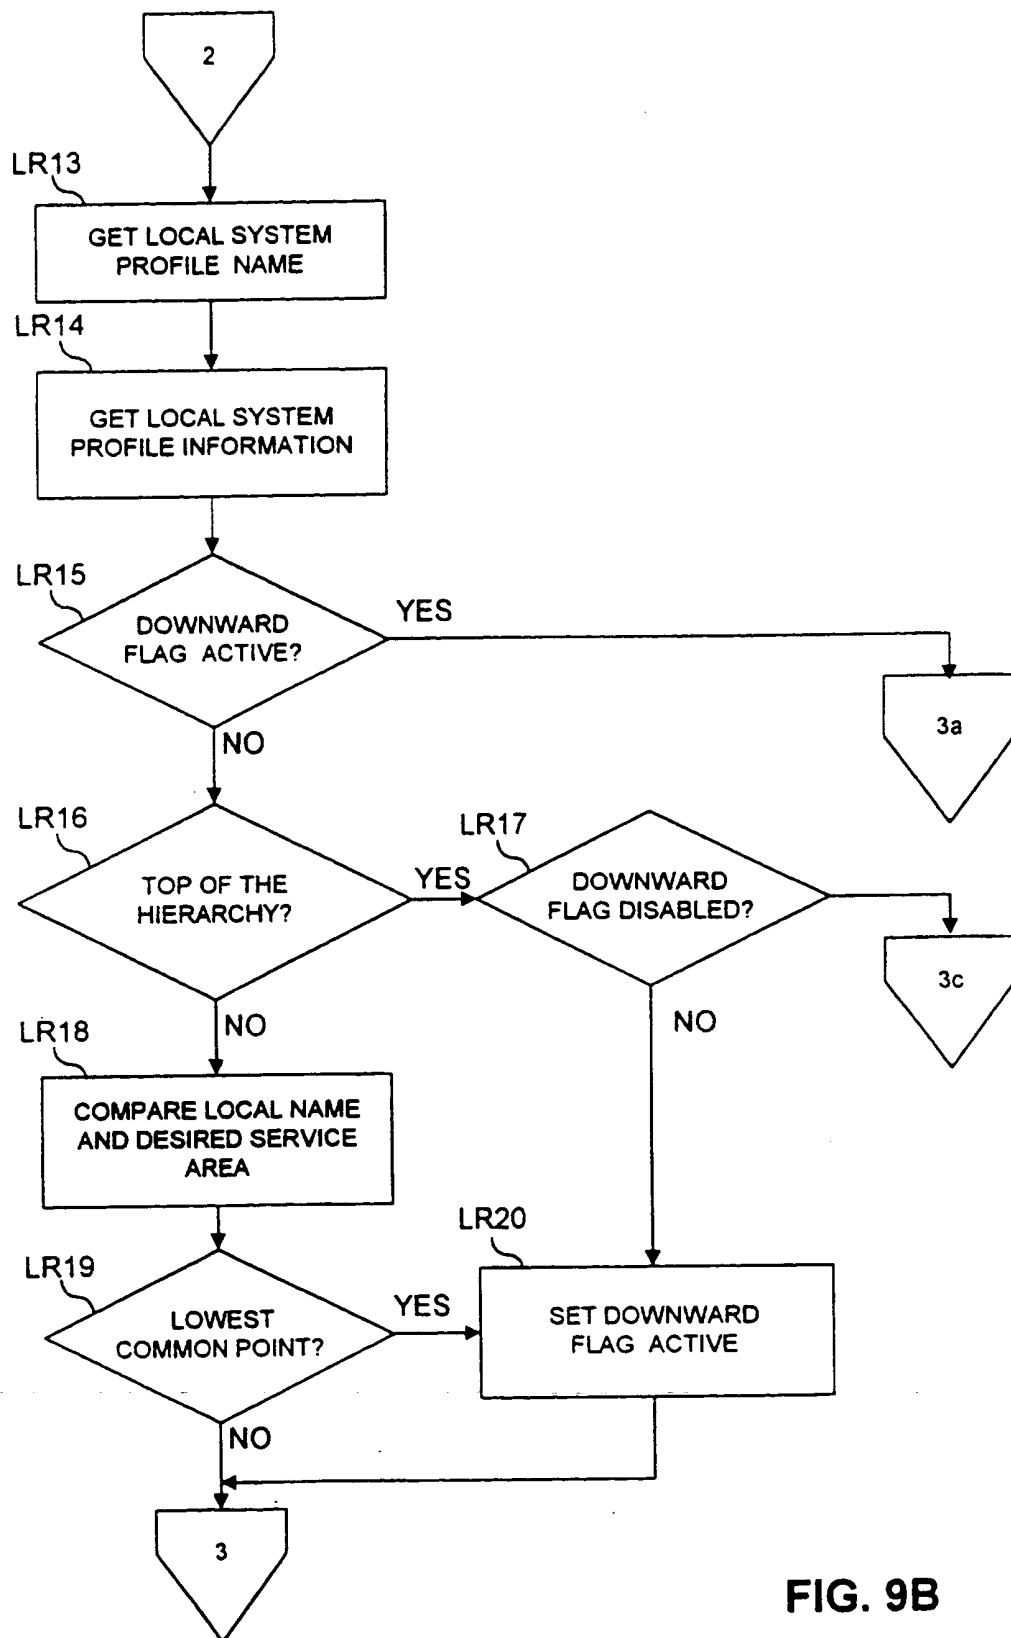 2
LR13
GET LOCAL SYSTEM
PROFILE NAME
LR14
GET LOCAL SYSTEM
PROFILE INFORMATION
LR15
DOWNWARD
FLAG ACTIVE?
YES
3a
NO
LR16
TOP OF THE
HIERARCHY?
YES
LR17
DOWNWARD
FLAG DISABLED?
3c
NO
NO
LR18
COMPARE LOCAL NAME
AND DESIRED SERVICE
AREA
LR19
LOWEST
COMMON POINT?
YES
LR20
SET DOWNWARD
FLAG ACTIVE
NO
3
FIG. 9B